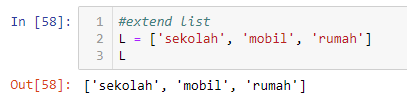 In [58]: 1 #extend list
2 L = ['sekolah', 'mobil', 'rumah']
3 L
Out[58]: ['sekolah', 'mobil', 'rumah']